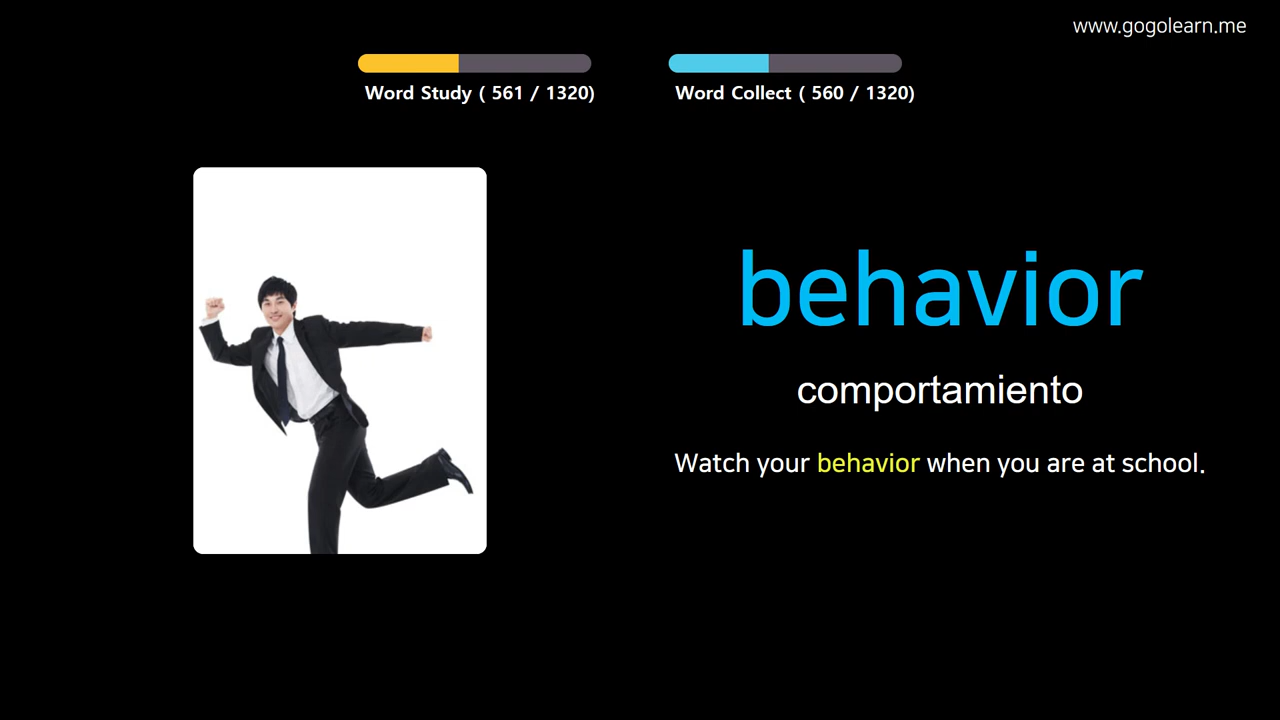 www.gogolearn.me
Word Study ( 561 / 1320)
Word Collect ( 560 / 1320)
behavior
comportamiento
Watch your behavior when you are at school.